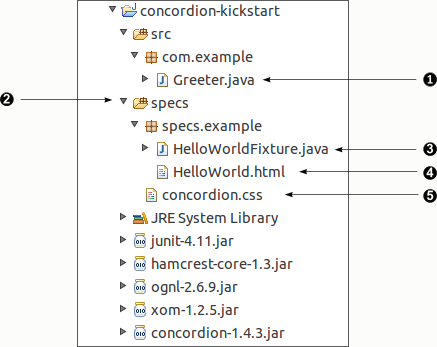 concordion-kickstart
src
com.example
Greeter.java ❶
❷ specs
specs.example
HelloWorldFixture.java ❸
HelloWorld.html ❹
concordion.css ❺
JRE System Library
junit-4.11.jar
hamcrest-core-1.3.jar
ognl-2.6.9.jar
xom-1.2.5.jar
concordion-1.4.3.jar